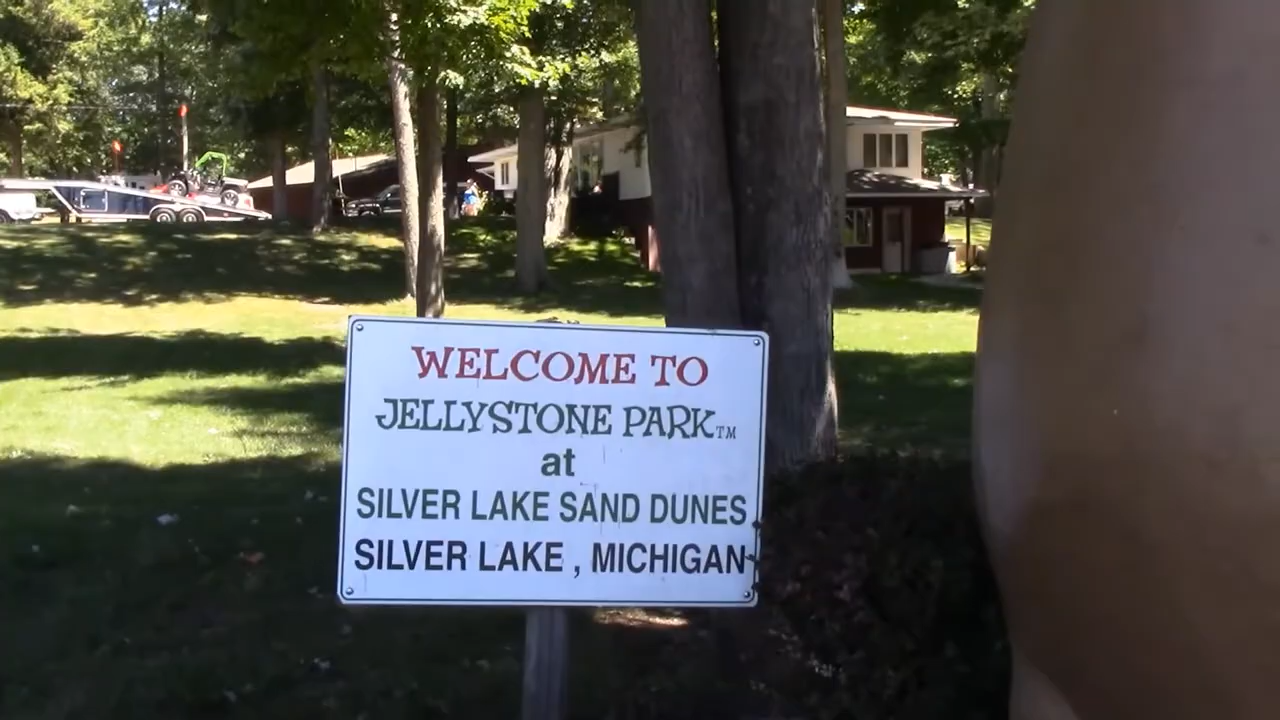 WELCOME TO
JELLYSTONE PARK™
at
SILVER LAKE SAND DUNES
SILVER LAKE , MICHIGAN